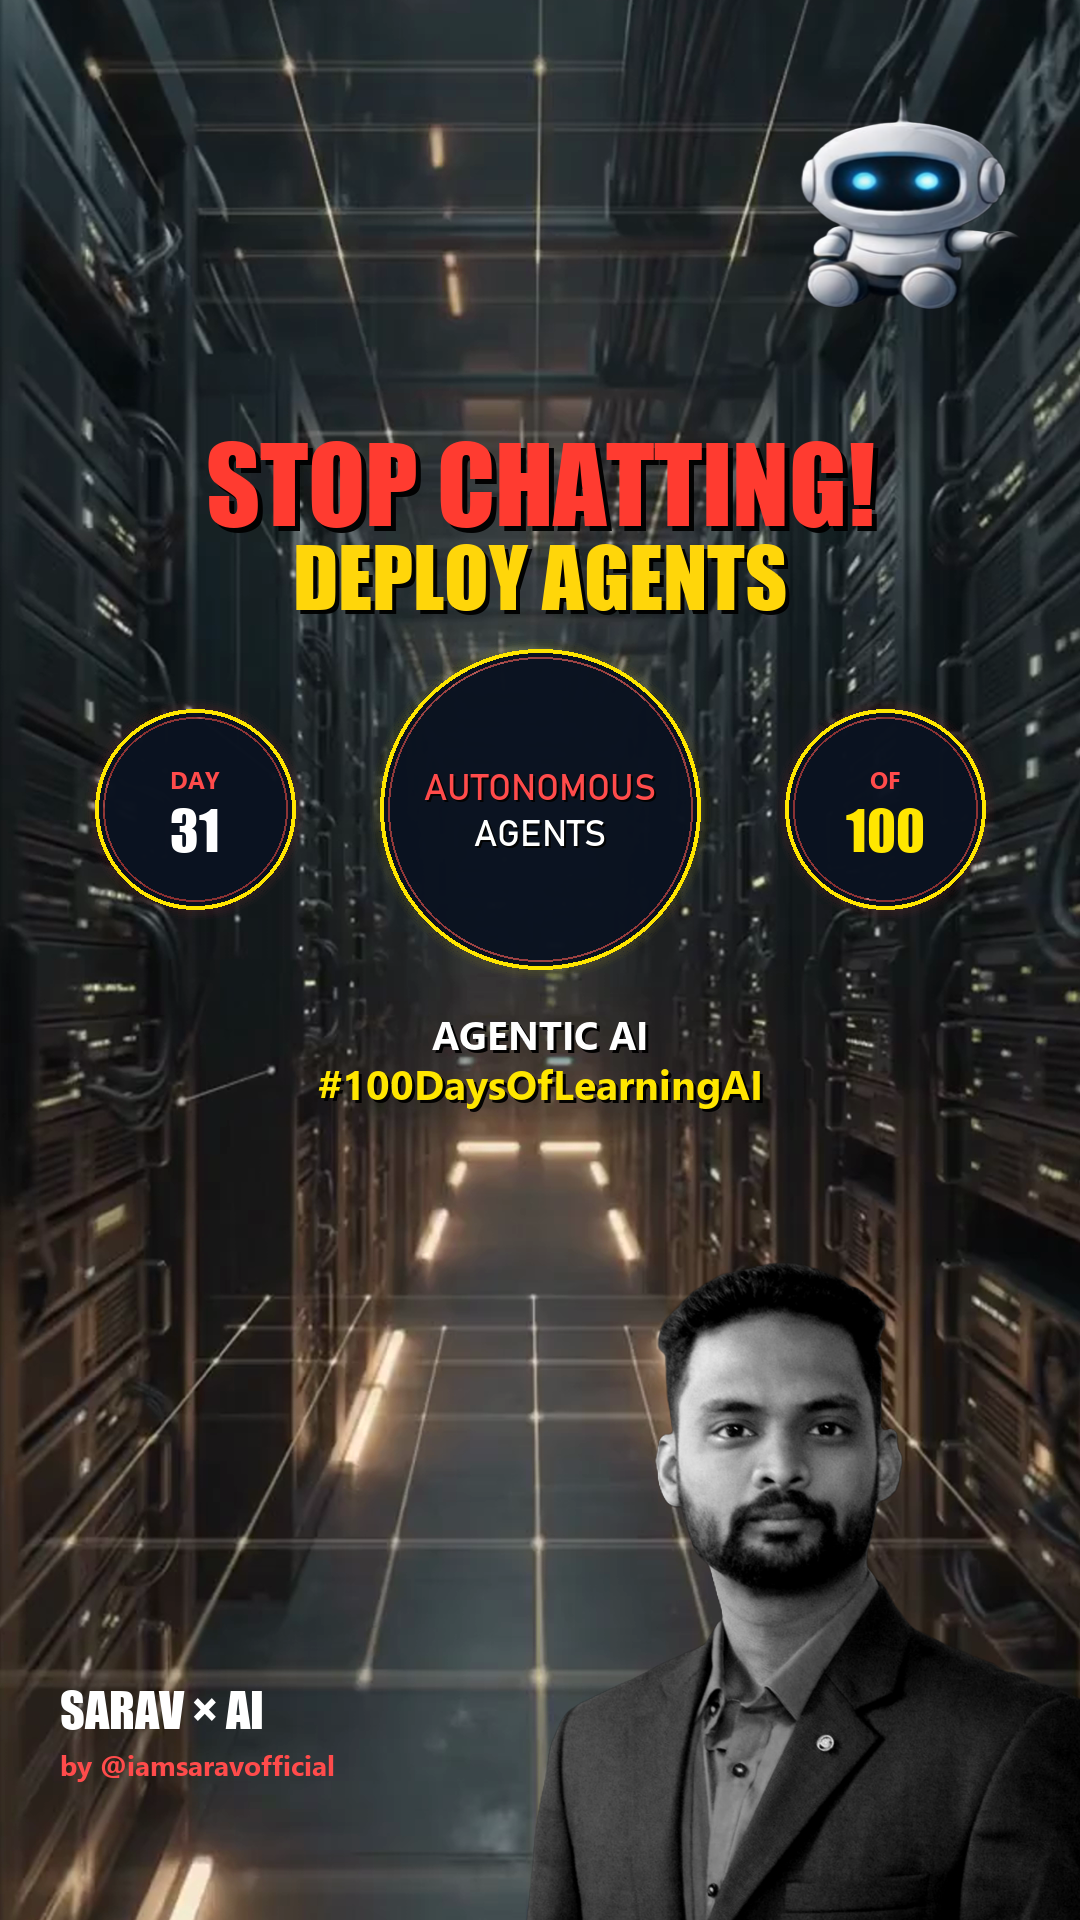 STOP CHATTING!
DEPLOY AGENTS
DAY
31
AUTONOMOUS
AGENTS
OF
100
AGENTIC AI
#100DaysOfLearningAI
SARAV × AI
by @iamsaravofficial